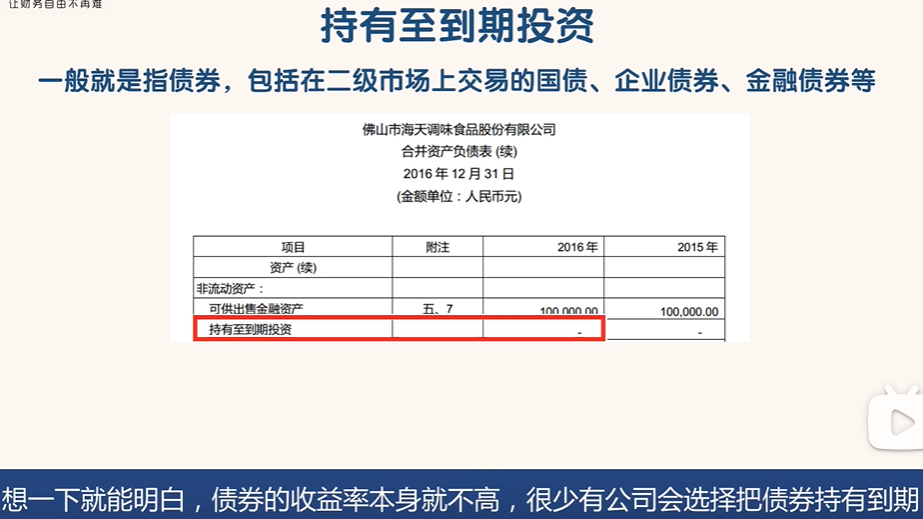 让财务自由不再难
持有至到期投资
一般就是指债券，包括在二级市场上交易的国债、企业债券、金融债券等
佛山市海天调味食品股份有限公司
合并资产负债表 (续)
2016 年 12 月 31 日
(金额单位：人民币元)
项目 附注 2016 年 2015 年
资产 (续)
非流动资产：
可供出售金融资产 五、7 100,000.00 100,000.00
持有至到期投资 - -
想一下就能明白，债券的收益率本身就不高，很少有公司会选择把债券持有到期